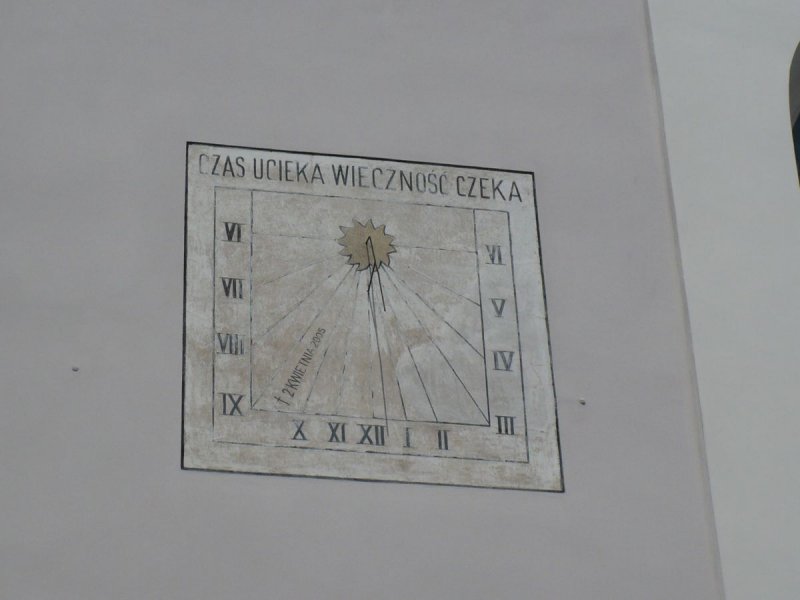 CZAS UCIEKA WIECZNOŚĆ CZEKA
VI
VII
VIII
IX
X XI XII I II
III
IV
V
VI
† 2 KWIETNIA 2005